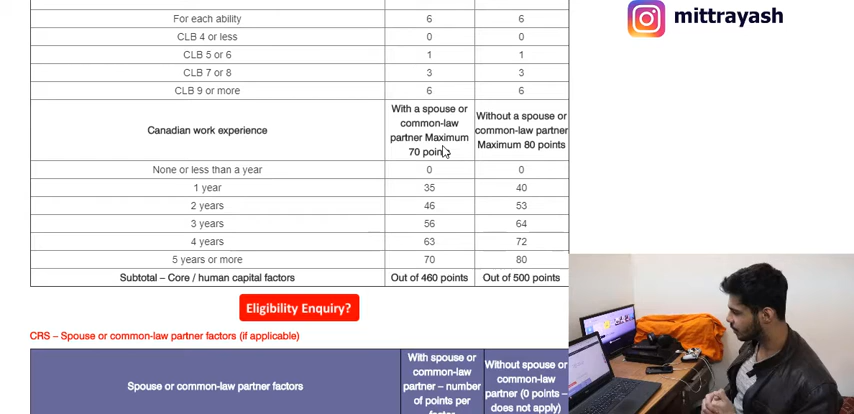 mittrayash
For each ability 6 6
CLB 4 or less 0 0
CLB 5 or 6 1 1
CLB 7 or 8 3 3
CLB 9 or more 6 6
Canadian work experience
With a spouse or
common-law
partner Maximum
70 points
Without a spouse or
common-law partner
Maximum 80 points
None or less than a year 0 0
1 year 35 40
2 years 46 53
3 years 56 64
4 years 63 72
5 years or more 70 80
Subtotal – Core / human capital factors Out of 460 points Out of 500 points
Eligibility Enquiry?
CRS – Spouse or common-law partner factors (if applicable)
Spouse or common-law partner factors
With spouse or
common-law
partner – number
of points per
Without spouse or
common-law
partner (0 points –
does not apply)